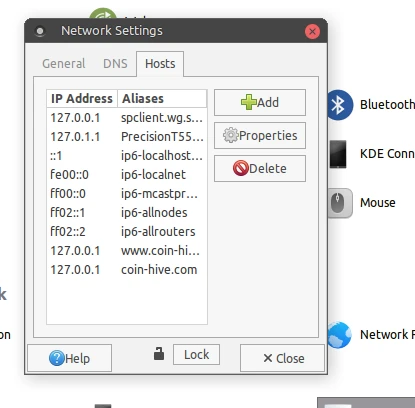 Network Settings
General DNS Hosts
IP Address Aliases
127.0.0.1 spclient.wg.s...
127.0.1.1 PrecisionT55...
::1 ip6-localhost...
fe00::0 ip6-localnet
ff00::0 ip6-mcastpr...
ff02::1 ip6-allnodes
ff02::2 ip6-allrouters
127.0.0.1 www.coin-hi...
127.0.0.1 coin-hive.com
Add
Properties
Delete
Help
Lock
Close
Bluetooth
KDE Conn
Mouse
Network F
k
on